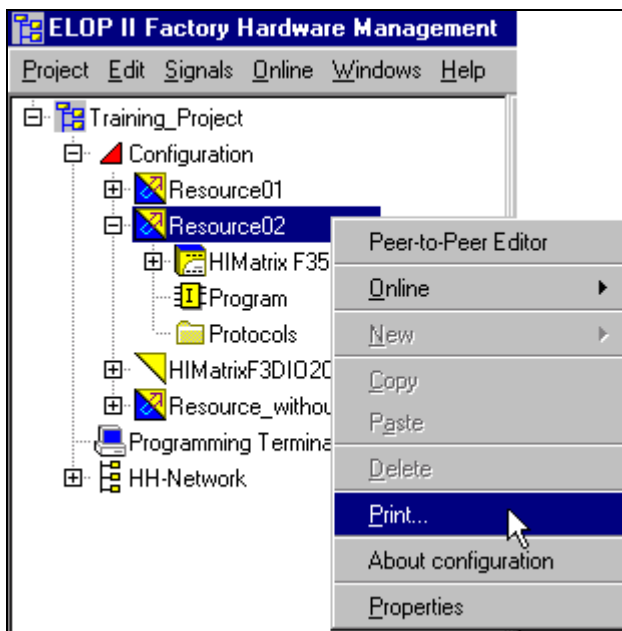 ELOP II Factory Hardware Management
Project Edit Signals Online Windows Help
Training_Project
Configuration
Resource01
Resource02
HIMatrix F35
Program
Protocols
HIMatrixF3DIO20
Resource_withou
Programming Termina
HH-Network
Peer-to-Peer Editor
Online
New
Copy
Paste
Delete
Print...
About configuration
Properties